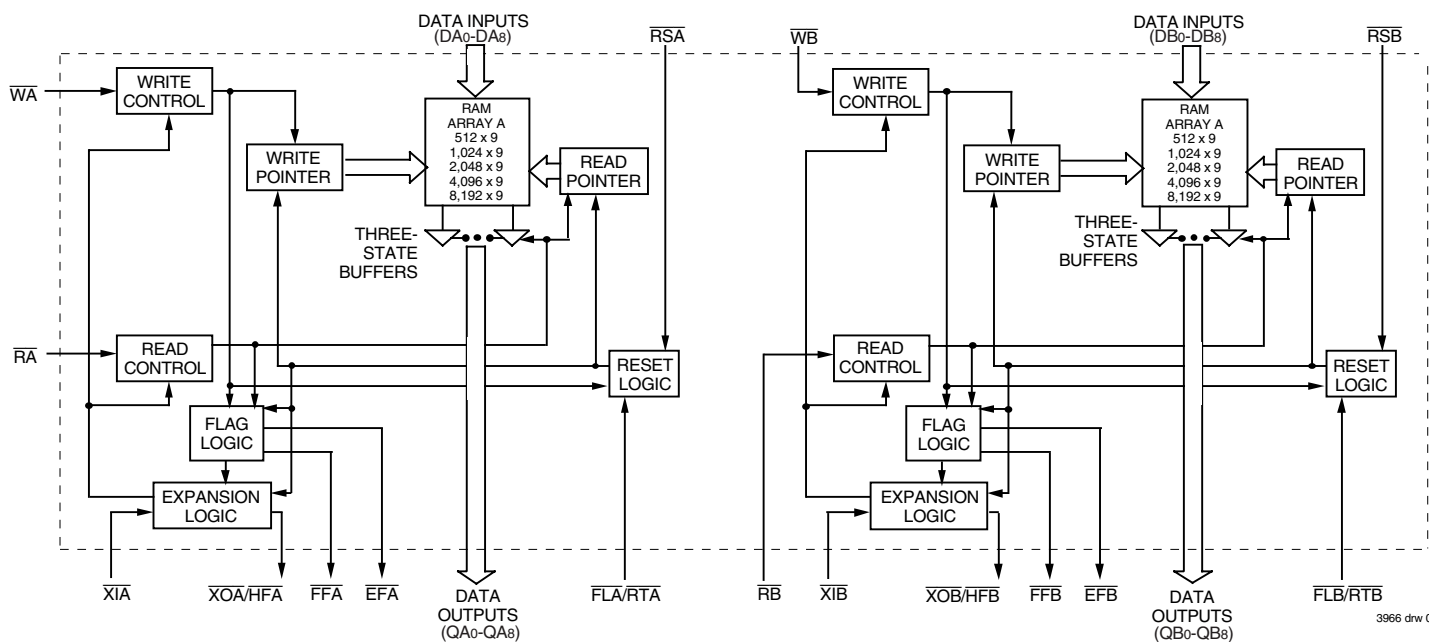 DATA INPUTS
(DA0-DA8)
RSA
WB
DATA INPUTS
(DB0-DB8)
RSB
WA
WRITE
CONTROL
RAM
ARRAY A
512 x 9
1,024 x 9
2,048 x 9
4,096 x 9
8,192 x 9
WRITE
POINTER
READ
POINTER
THREE-
STATE
BUFFERS
RA
READ
CONTROL
RESET
LOGIC
FLAG
LOGIC
EXPANSION
LOGIC
XIA
XOA/HFA
FFA
EFA
DATA
OUTPUTS
(QA0-QA8)
FLA/RTA
WRITE
CONTROL
RAM
ARRAY A
512 x 9
1,024 x 9
2,048 x 9
4,096 x 9
8,192 x 9
WRITE
POINTER
READ
POINTER
THREE-
STATE
BUFFERS
READ
CONTROL
RESET
LOGIC
FLAG
LOGIC
EXPANSION
LOGIC
RB
XIB
XOB/HFB
FFB
EFB
DATA
OUTPUTS
(QB0-QB8)
FLB/RTB
3966 drw